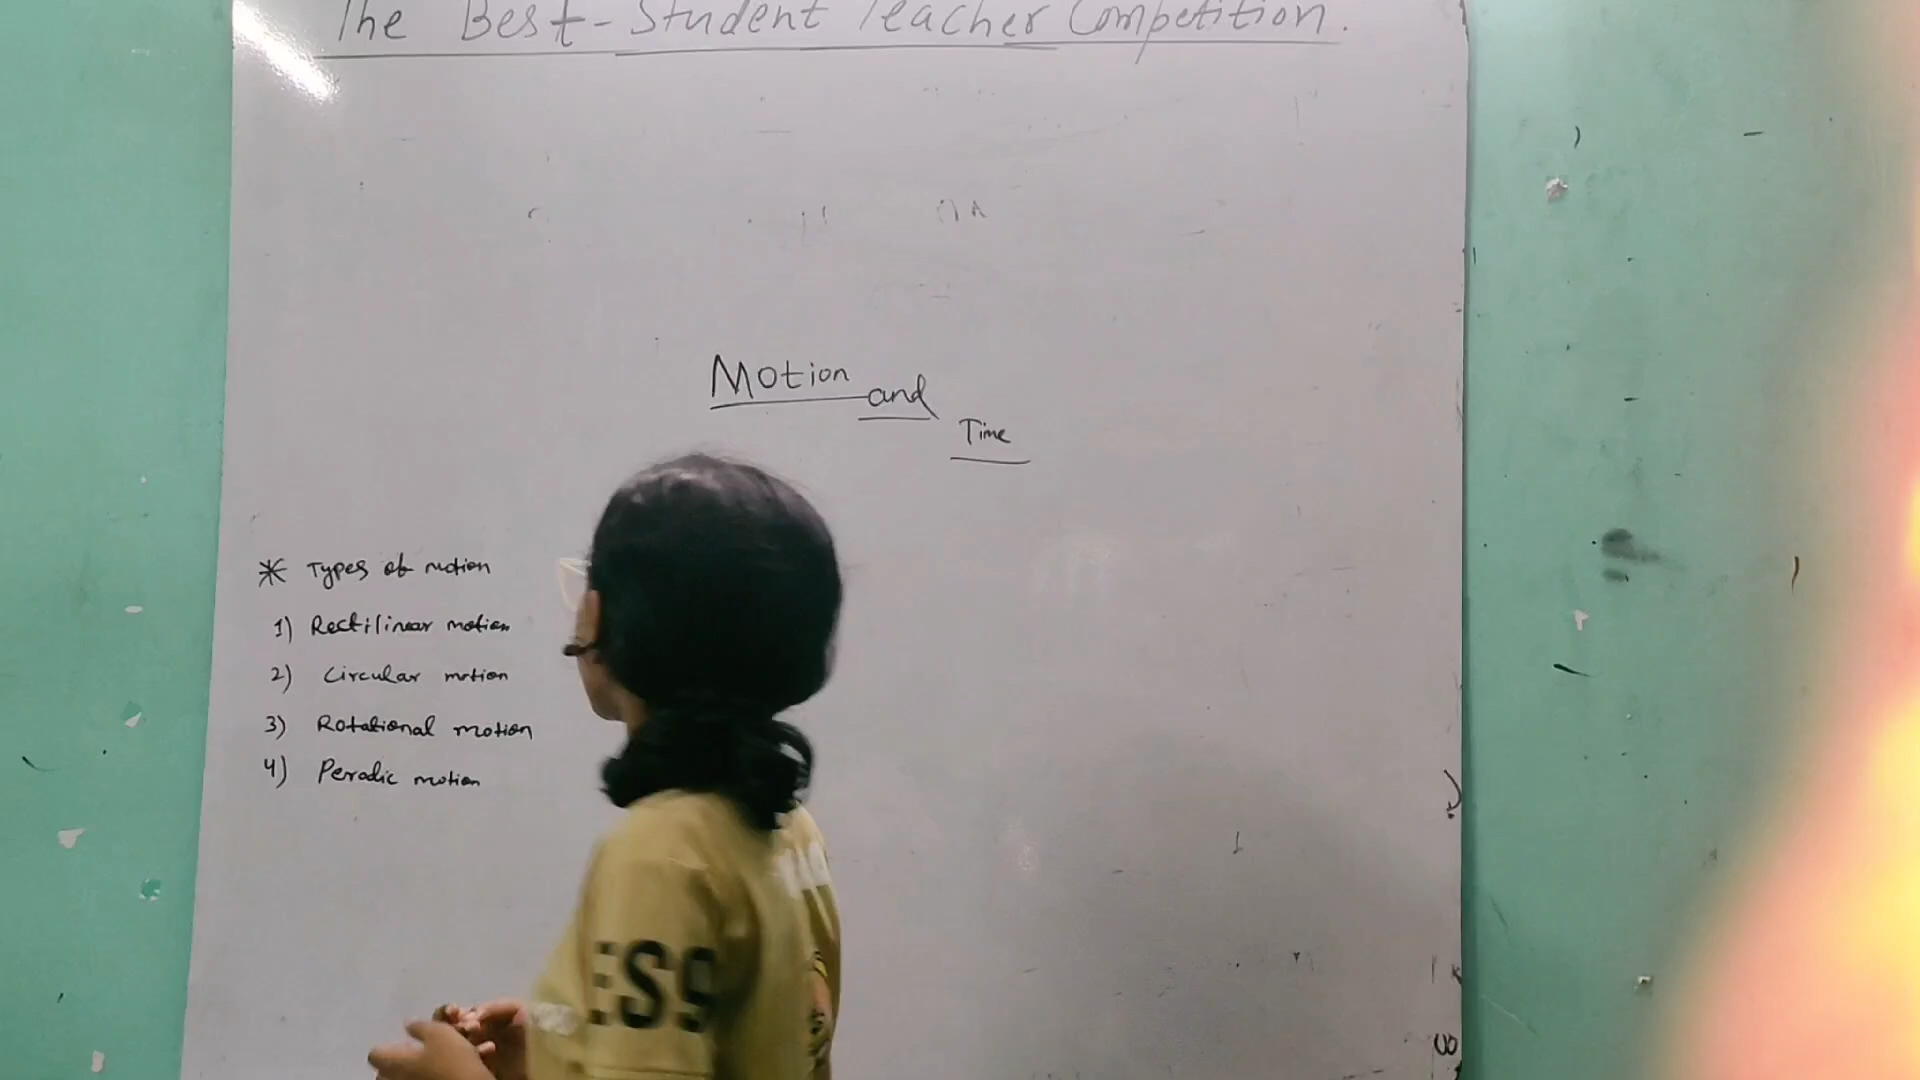 The Best-Student Teacher Competition.
Motion and Time
* Types of motion
1) Rectilinear motion
2) Circular motion
3) Rotational motion
4) Perodic motion
ES9